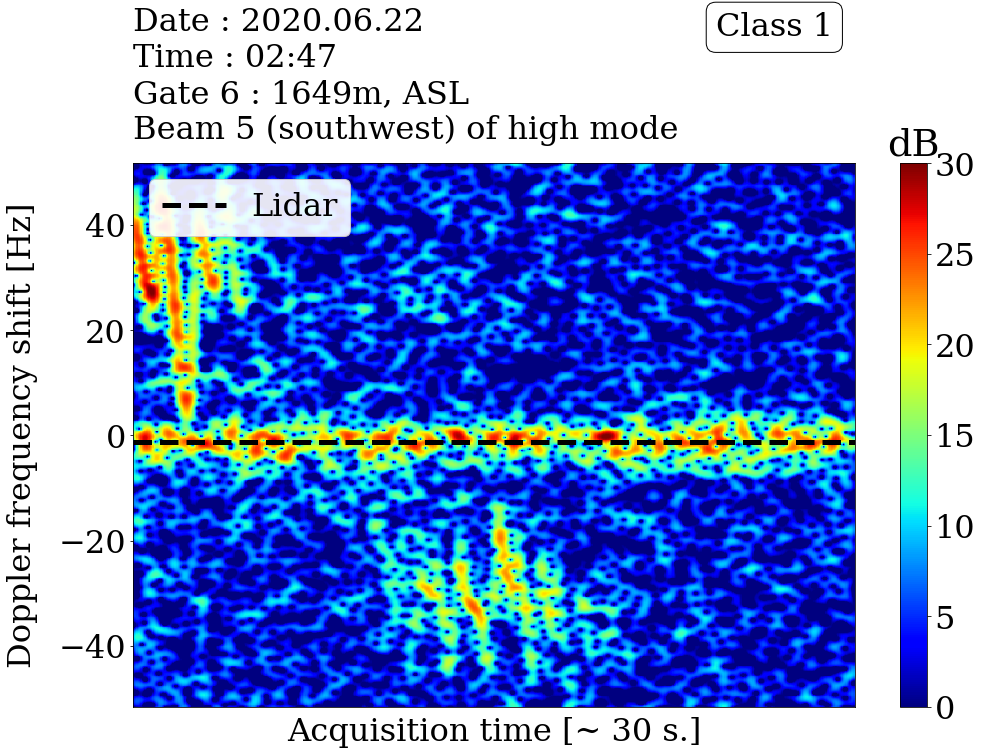 Date : 2020.06.22
Time : 02:47
Gate 6 : 1649m, ASL
Beam 5 (southwest) of high mode
Class 1
dB
Lidar
Doppler frequency shift [Hz]
40
20
0
−20
−40
30
25
20
15
10
5
0
Acquisition time [~ 30 s.]